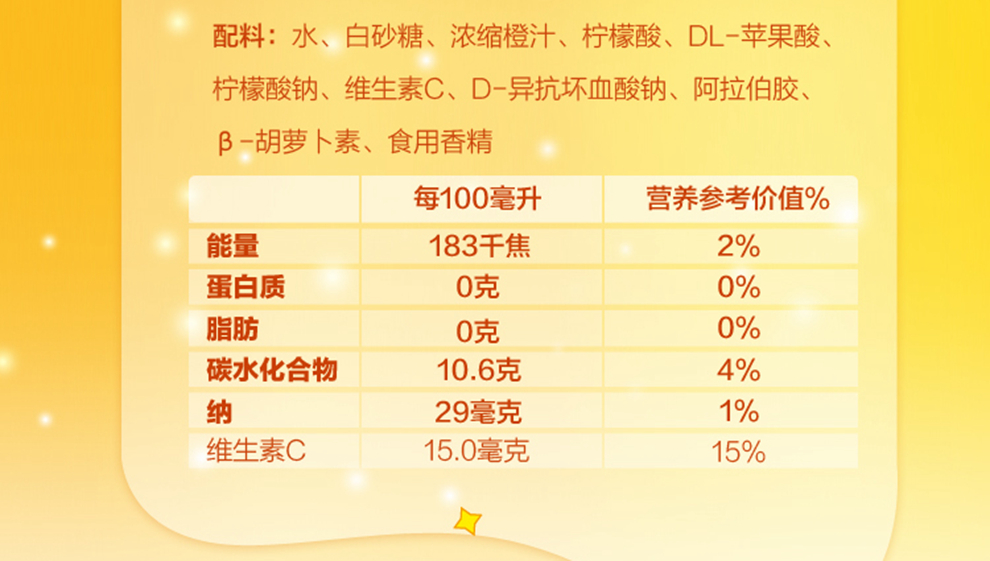 配料：水、白砂糖、浓缩橙汁、柠檬酸、DL-苹果酸、
柠檬酸钠、维生素C、D-异抗坏血酸钠、阿拉伯胶、
β-胡萝卜素、食用香精
每100毫升 营养参考价值%
能量 183千焦 2%
蛋白质 0克 0%
脂肪 0克 0%
碳水化合物 10.6克 4%
纳 29毫克 1%
维生素C 15.0毫克 15%